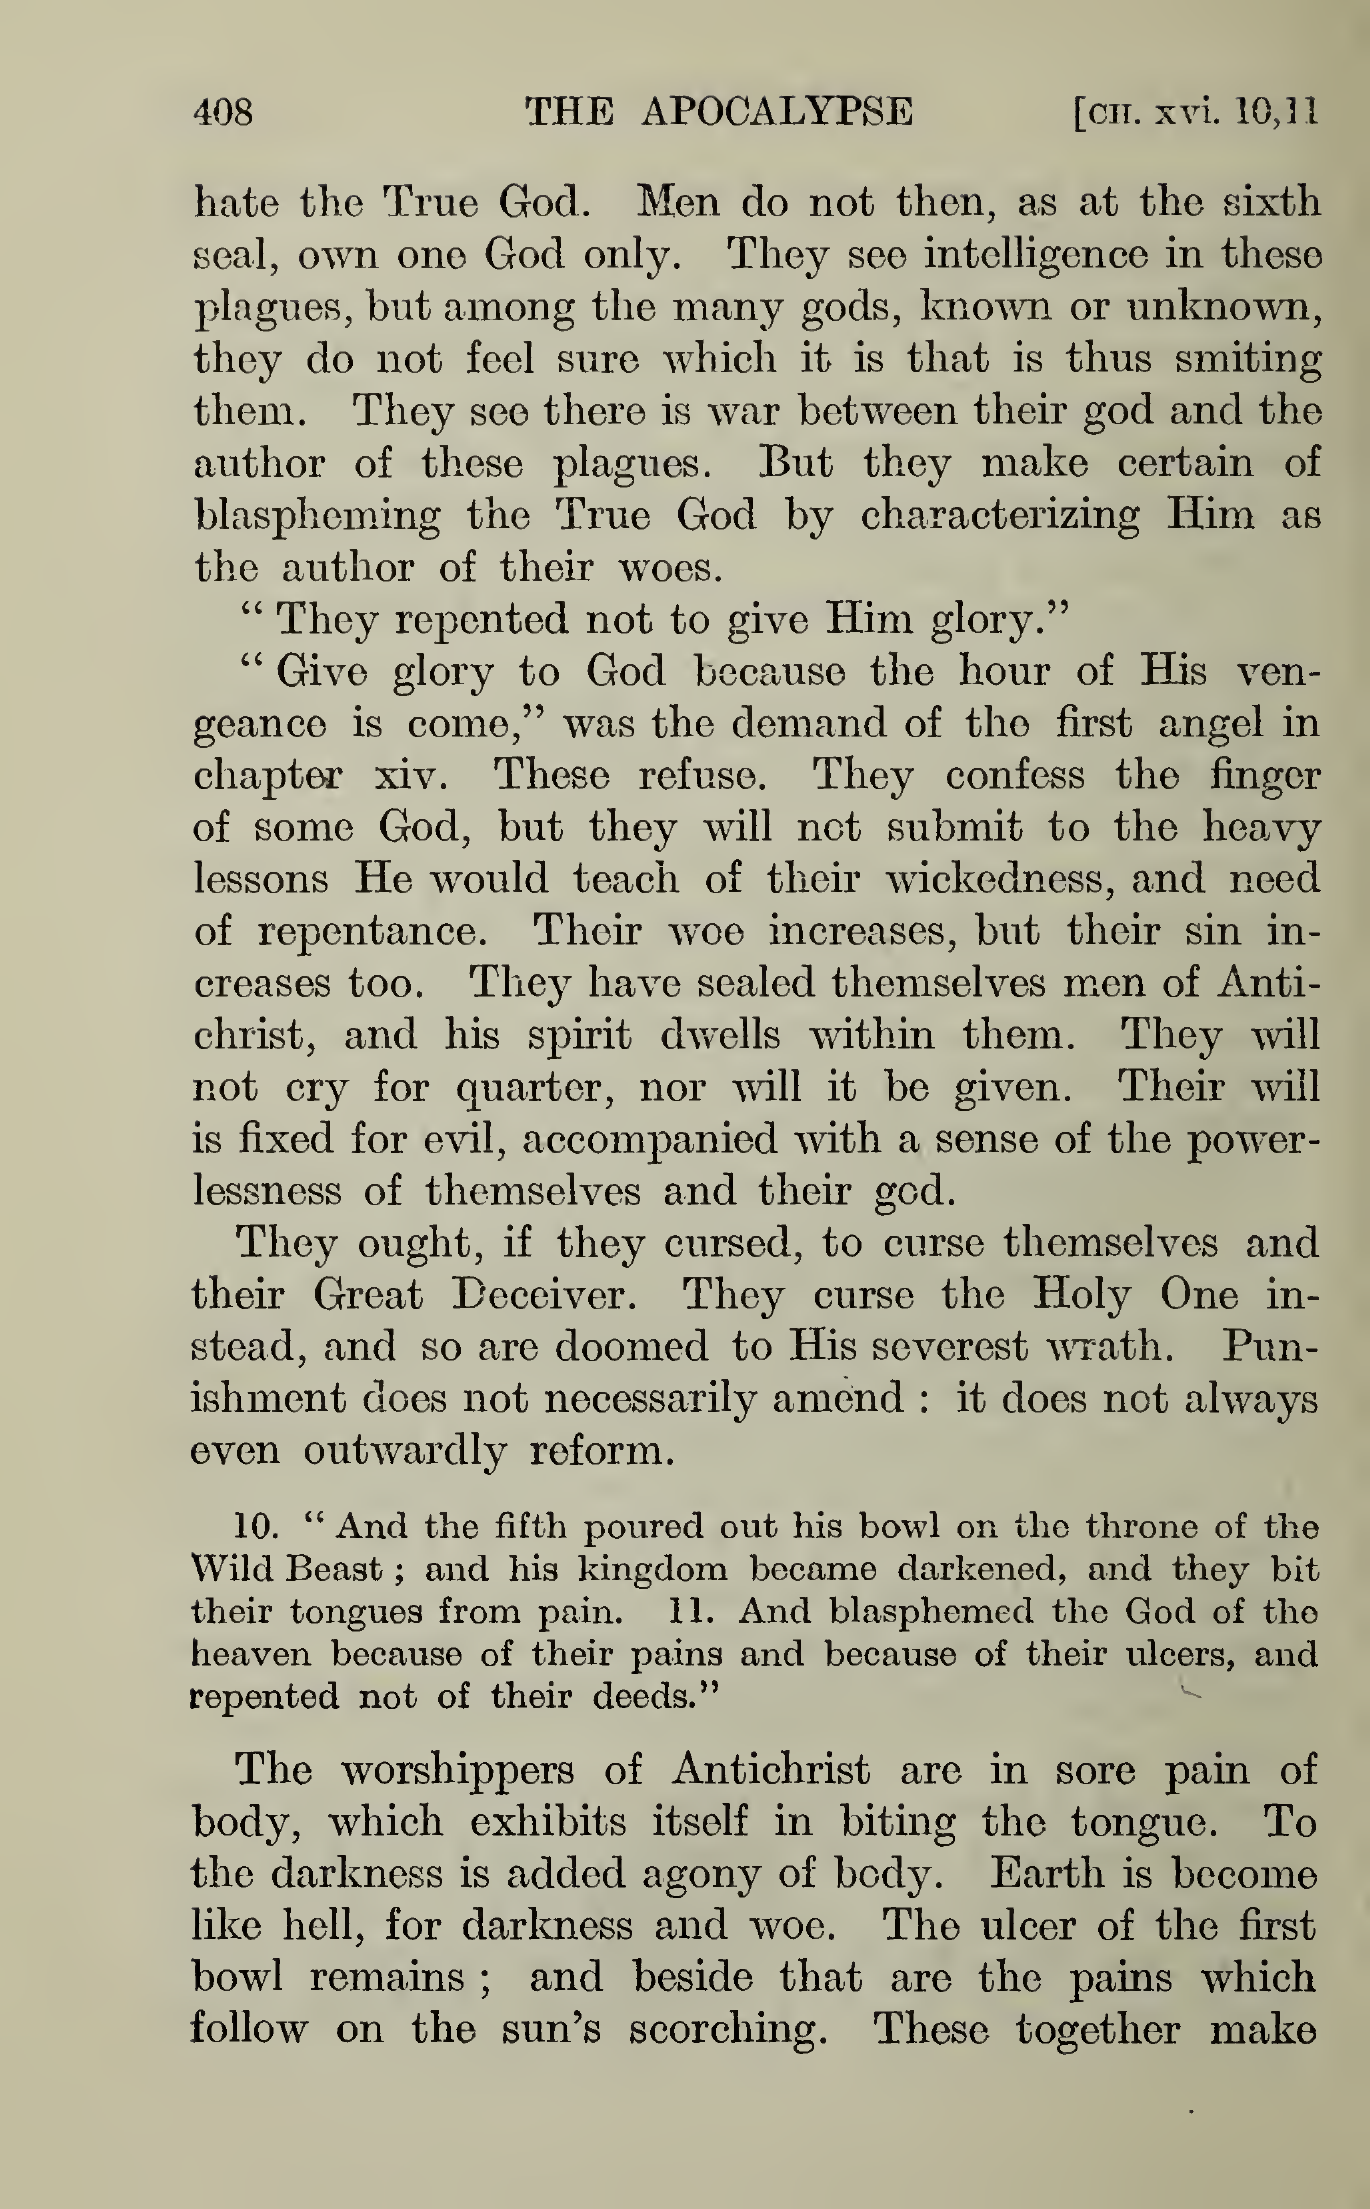 408 THE APOCALYPSE [CH. xvi. 10,11
hate the True God. Men do not then, as at the sixth
seal, own one God only. They see intelligence in these
plagues, but among the many gods, known or unknown,
they do not feel sure which it is that is thus smiting
them. They see there is war between their god and the
author of these plagues. But they make certain of
blaspheming the True God by characterizing Him as
the author of their woes.
“ They repented not to give Him glory.”
“ Give glory to God because the hour of His ven-
geance is come,” was the demand of the first angel in
chapter xiv. These refuse. They confess the finger
of some God, but they will not submit to the heavy
lessons He would teach of their wickedness, and need
of repentance. Their woe increases, but their sin in-
creases too. They have sealed themselves men of Anti-
christ, and his spirit dwells within them. They will
not cry for quarter, nor will it be given. Their will
is fixed for evil, accompanied with a sense of the power-
lessness of themselves and their god.
They ought, if they cursed, to curse themselves and
their Great Deceiver. They curse the Holy One in-
stead, and so are doomed to His severest wrath. Pun-
ishment does not necessarily amend : it does not always
even outwardly reform.
10. “ And the fifth poured out his bowl on the throne of the
Wild Beast ; and his kingdom became darkened, and they bit
their tongues from pain. 11. And blasphemed the God of the
heaven because of their pains and because of their ulcers, and
repented not of their deeds.”
The worshippers of Antichrist are in sore pain of
body, which exhibits itself in biting the tongue. To
the darkness is added agony of body. Earth is become
like hell, for darkness and woe. The ulcer of the first
bowl remains ; and beside that are the pains which
follow on the sun’s scorching. These together make